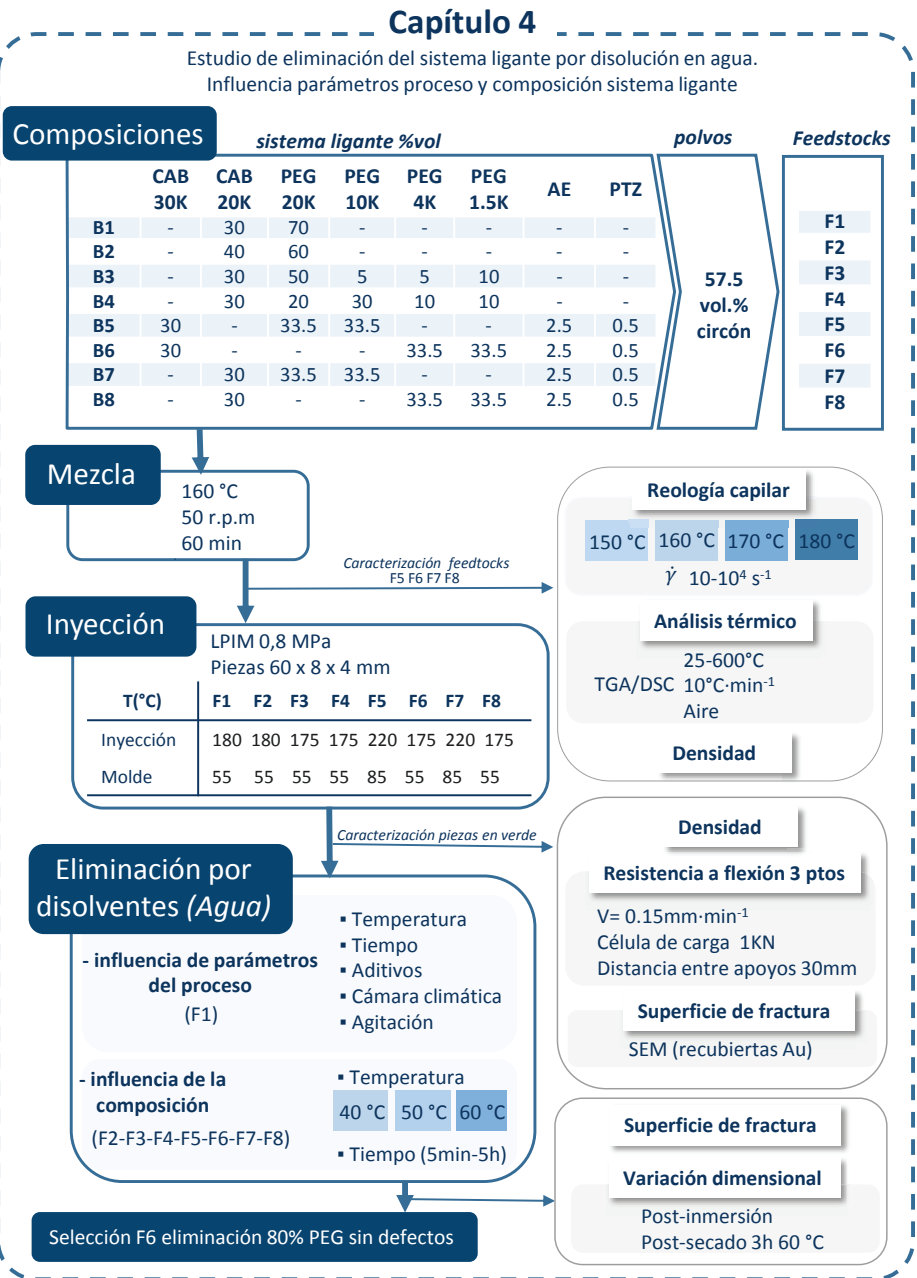 Capítulo 4
Estudio de eliminación del sistema ligante por disolución en agua.
Influencia parámetros proceso y composición sistema ligante
Composiciones
sistema ligante %vol
polvos
Feedstocks
CAB 30K CAB 20K PEG 20K PEG 10K PEG 4K PEG 1.5K AE PTZ
B1 - 30 70 - - - - -
B2 - 40 60 - - - - -
B3 - 30 50 5 5 10 - -
B4 - 30 20 30 10 10 - -
B5 30 - 33.5 33.5 - - 2.5 0.5
B6 30 - - - 33.5 33.5 2.5 0.5
B7 - 30 33.5 33.5 - - 2.5 0.5
B8 - 30 - - 33.5 33.5 2.5 0.5
57.5
vol.%
circón
F1
F2
F3
F4
F5
F6
F7
F8
Mezcla
160 °C
50 r.p.m
60 min
Caracterización feedtocks
F5 F6 F7 F8
Reología capilar
150 °C 160 °C 170 °C 180 °C
γ̇ 10-10⁴ s⁻¹
Análisis térmico
25-600°C
TGA/DSC 10°C·min⁻¹
Aire
Densidad
Inyección
LPIM 0,8 MPa
Piezas 60 x 8 x 4 mm
T(°C) F1 F2 F3 F4 F5 F6 F7 F8
Inyección 180 180 175 175 220 175 220 175
Molde 55 55 55 55 85 55 85 55
Caracterización piezas en verde
Densidad
Resistencia a flexión 3 ptos
V= 0.15mm·min⁻¹
Célula de carga 1KN
Distancia entre apoyos 30mm
Superficie de fractura
SEM (recubiertas Au)
Eliminación por
disolventes (Agua)
- influencia de parámetros
del proceso
(F1)
▪ Temperatura
▪ Tiempo
▪ Aditivos
▪ Cámara climática
▪ Agitación
- influencia de la
composición
(F2-F3-F4-F5-F6-F7-F8)
▪ Temperatura
40 °C 50 °C 60 °C
▪ Tiempo (5min-5h)
Superficie de fractura
Variación dimensional
Post-inmersión
Post-secado 3h 60 °C
Selección F6 eliminación 80% PEG sin defectos